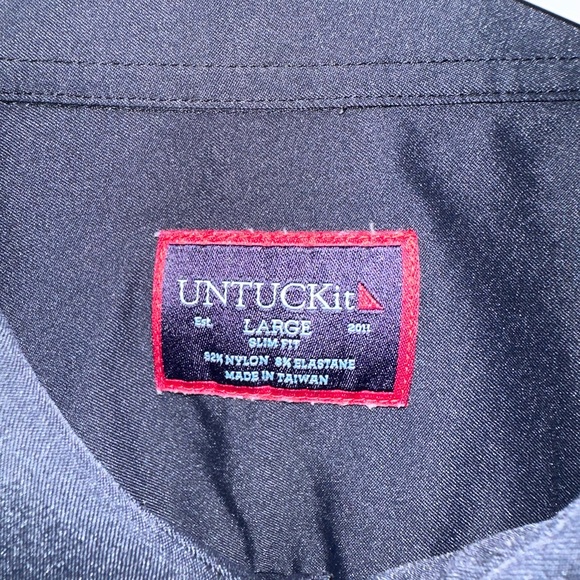 UNTUCKit
Est. LARGE 2011
SLIM FIT
92% NYLON 8% ELASTANE
MADE IN TAIWAN